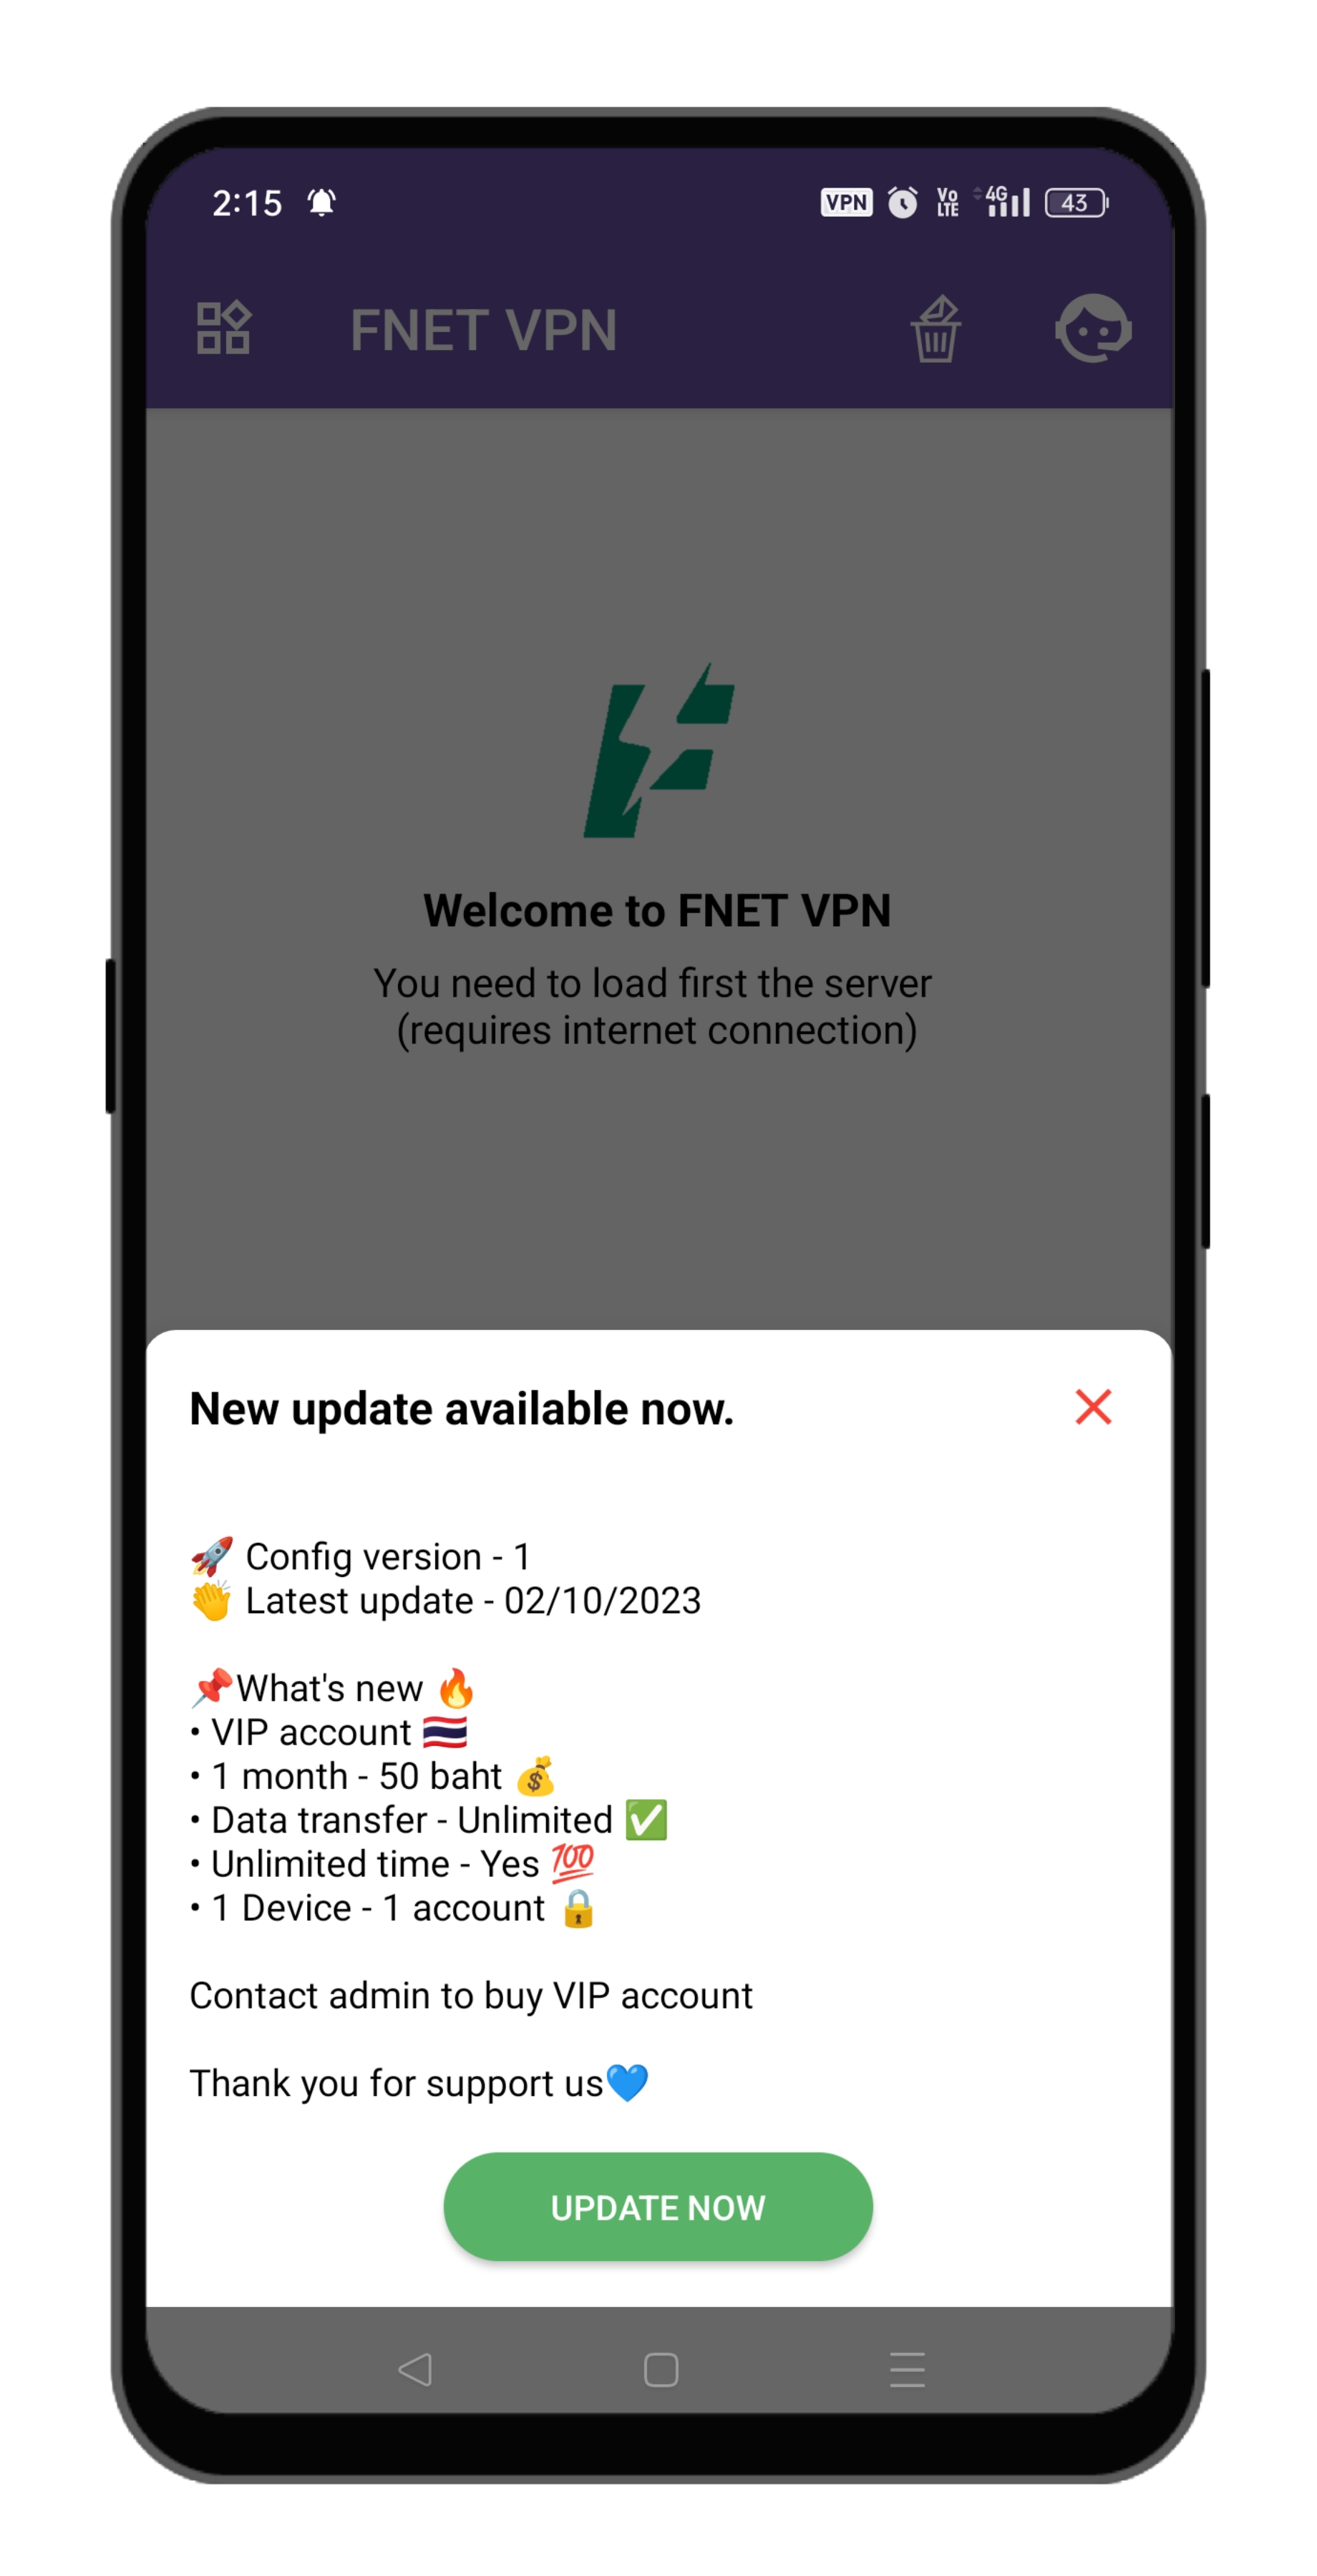 2:15 VPN Vo LTE 4G 43
FNET VPN
Welcome to FNET VPN
You need to load first the server
(requires internet connection)
New update available now.
🚀 Config version - 1
👏 Latest update - 02/10/2023
📌What's new 🔥
• VIP account 🇹🇭
• 1 month - 50 baht 💰
• Data transfer - Unlimited ✅
• Unlimited time - Yes 💯
• 1 Device - 1 account 🔒
Contact admin to buy VIP account
Thank you for support us💙
UPDATE NOW